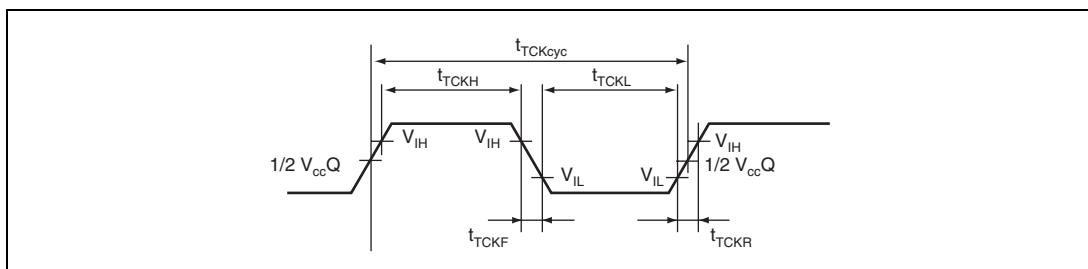 tTCKcyc
tTCKH
tTCKL
VIH
VIH
VIH
1/2 VccQ
1/2 VccQ
VIL
VIL
tTCKF
tTCKR